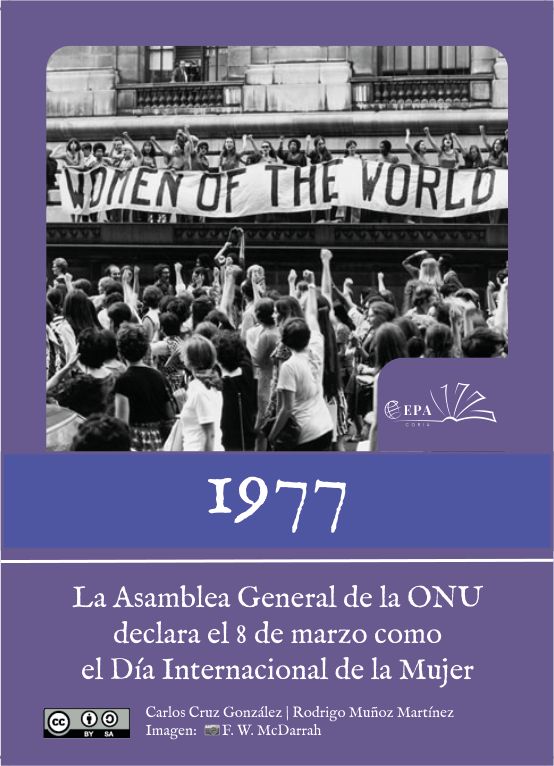 WOMEN OF THE WORLD
EPA
CORIA
1977
La Asamblea General de la ONU
declara el 8 de marzo como
el Día Internacional de la Mujer
Carlos Cruz González | Rodrigo Muñoz Martínez
Imagen: 📷F. W. McDarrah
cc BY SA